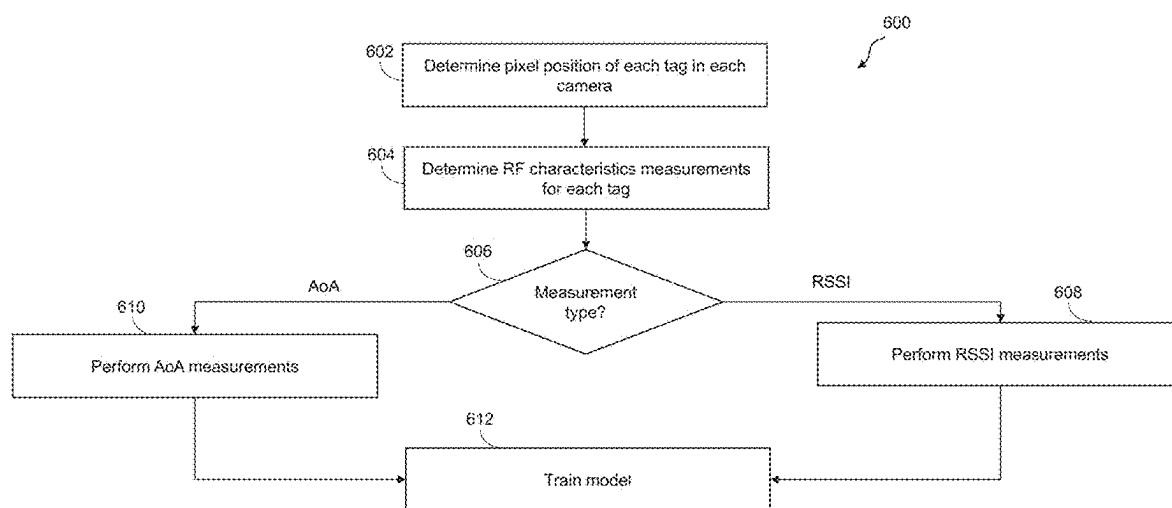 600
602
Determine pixel position of each tag in each
camera
604
Determine RF characteristics measurements
for each tag
606
Measurement
type?
AoA
RSSI
610
Perform AoA measurements
608
Perform RSSI measurements
612
Train model